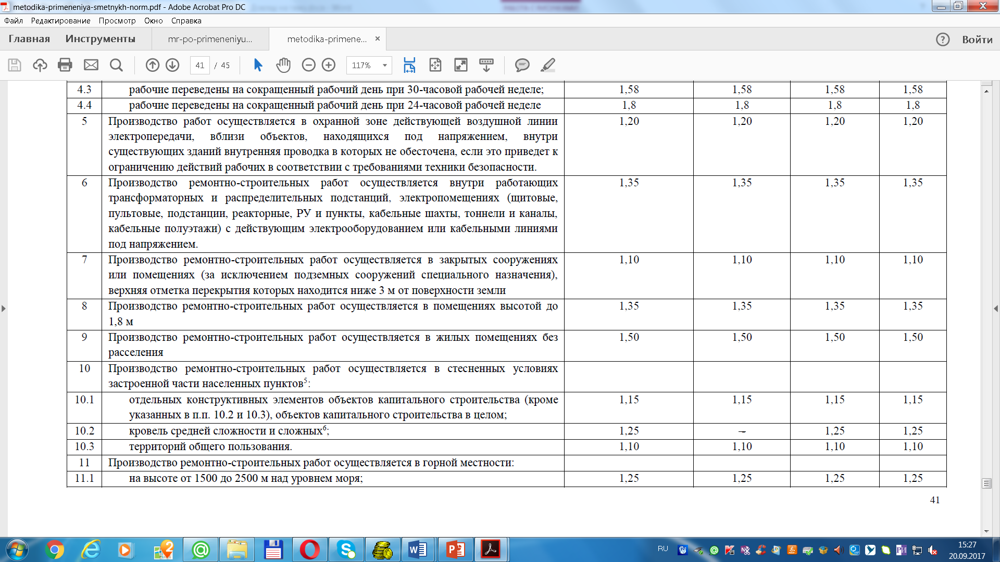 metodika-primeneniya-smetnykh-norm.pdf - Adobe Acrobat Pro DC
Файл Редактирование Просмотр Окно Справка
Главная Инструменты mr-po-primeneniyu... metodika-primene... × ? Войти
41 / 45 117%
4.3 рабочие переведены на сокращенный рабочий день при 30-часовой рабочей неделе; 1,58 1,58 1,58 1,58
4.4 рабочие переведены на сокращенный рабочий день при 24-часовой рабочей неделе 1,8 1,8 1,8 1,8
5 Производство работ осуществляется в охранной зоне действующей воздушной линии 1,20 1,20 1,20 1,20
электропередачи, вблизи объектов, находящихся под напряжением, внутри
существующих зданий внутренняя проводка в которых не обесточена, если это приведет к
ограничению действий рабочих в соответствии с требованиями техники безопасности.
6 Производство ремонтно-строительных работ осуществляется внутри работающих 1,35 1,35 1,35 1,35
трансформаторных и распределительных подстанций, электропомещениях (щитовые,
пультовые, подстанции, реакторные, РУ и пункты, кабельные шахты, тоннели и каналы,
кабельные полуэтажи) с действующим электрооборудованием или кабельными линиями
под напряжением.
7 Производство ремонтно-строительных работ осуществляется в закрытых сооружениях 1,10 1,10 1,10 1,10
или помещениях (за исключением подземных сооружений специального назначения),
верхняя отметка перекрытия которых находится ниже 3 м от поверхности земли
8 Производство ремонтно-строительных работ осуществляется в помещениях высотой до 1,35 1,35 1,35 1,35
1,8 м
9 Производство ремонтно-строительных работ осуществляется в жилых помещениях без 1,50 1,50 1,50 1,50
расселения
10 Производство ремонтно-строительных работ осуществляется в стесненных условиях
застроенной части населенных пунктов⁵:
10.1 отдельных конструктивных элементов объектов капитального строительства (кроме 1,15 1,15 1,15 1,15
указанных в п.п. 10.2 и 10.3), объектов капитального строительства в целом;
10.2 кровель средней сложности и сложных⁶; 1,25 – 1,25 1,25
10.3 территорий общего пользования. 1,10 1,10 1,10 1,10
11 Производство ремонтно-строительных работ осуществляется в горной местности:
11.1 на высоте от 1500 до 2500 м над уровнем моря; 1,25 1,25 1,25 1,25
41
RU 15:27
20.09.2017